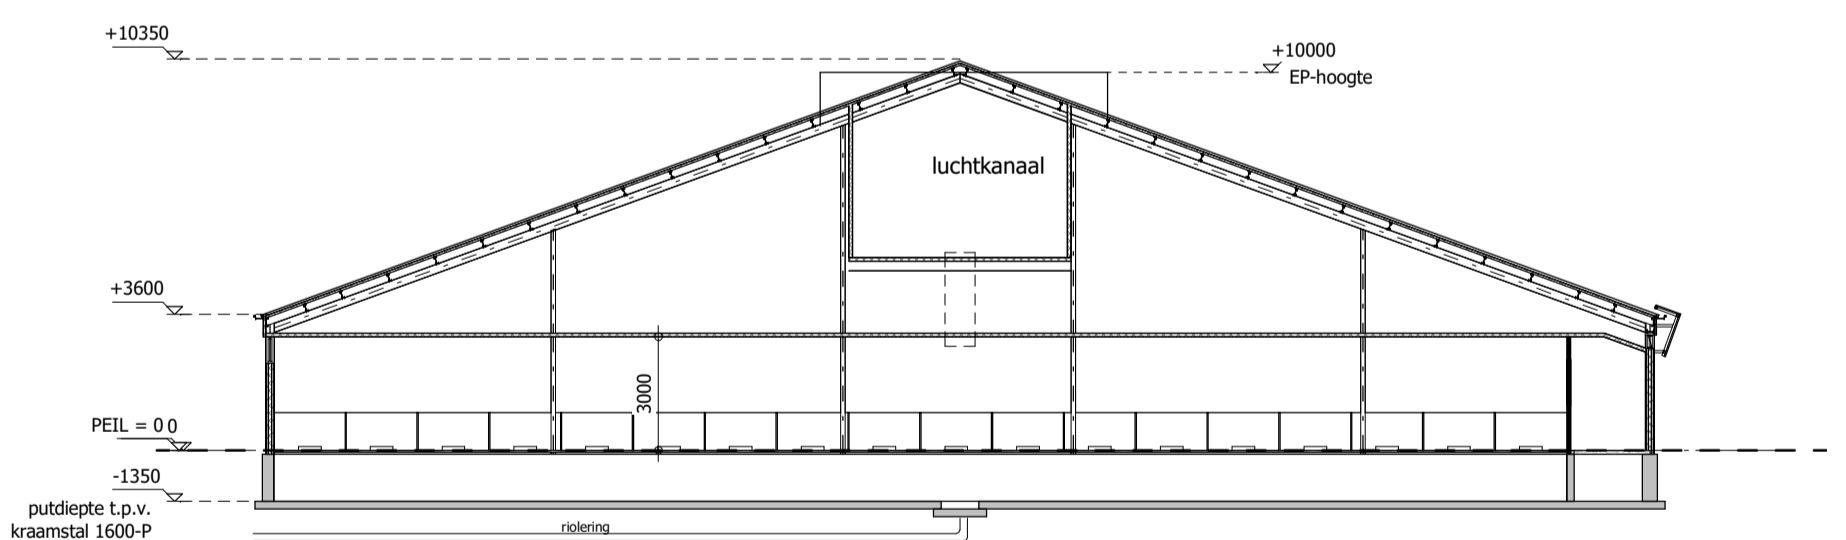 +10350
+10000
EP-hoogte
luchtkanaal
+3600
3000
PEIL = 0 0
-1350
putdiepte t.p.v.
kraamstal 1600-P
riolering